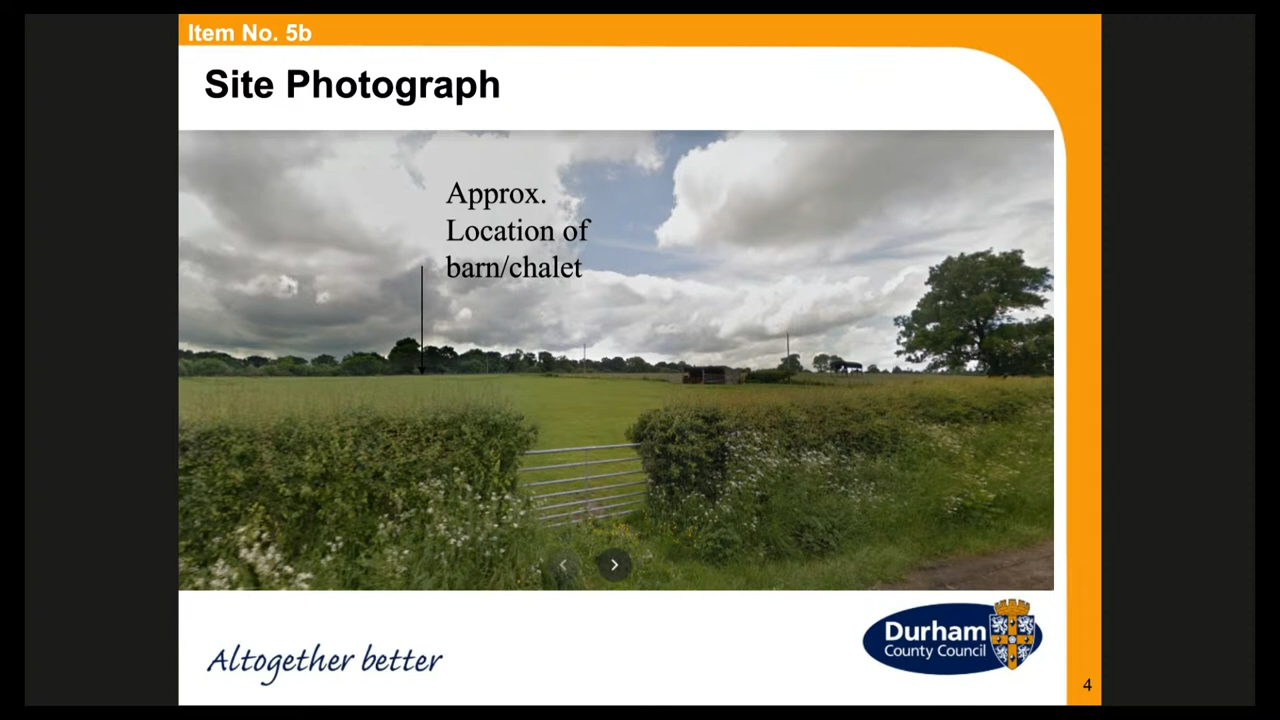 Item No. 5b
Site Photograph
Approx.
Location of
barn/chalet
Altogether better
Durham
County Council
4